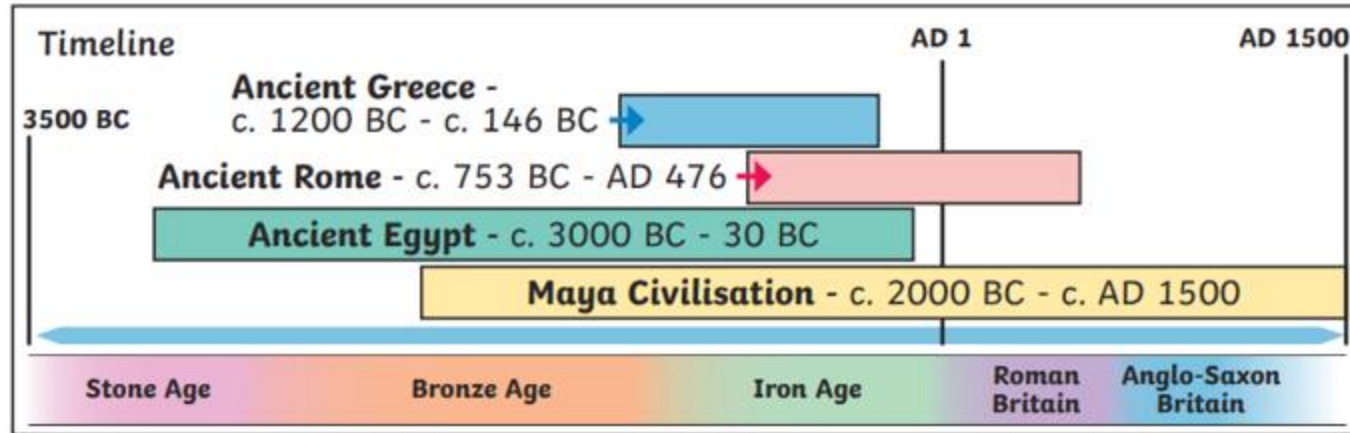 Timeline
AD 1
AD 1500
3500 BC
Ancient Greece -
c. 1200 BC - c. 146 BC
Ancient Rome - c. 753 BC - AD 476
Ancient Egypt - c. 3000 BC - 30 BC
Maya Civilisation - c. 2000 BC - c. AD 1500
Stone Age
Bronze Age
Iron Age
Roman
Britain
Anglo-Saxon
Britain